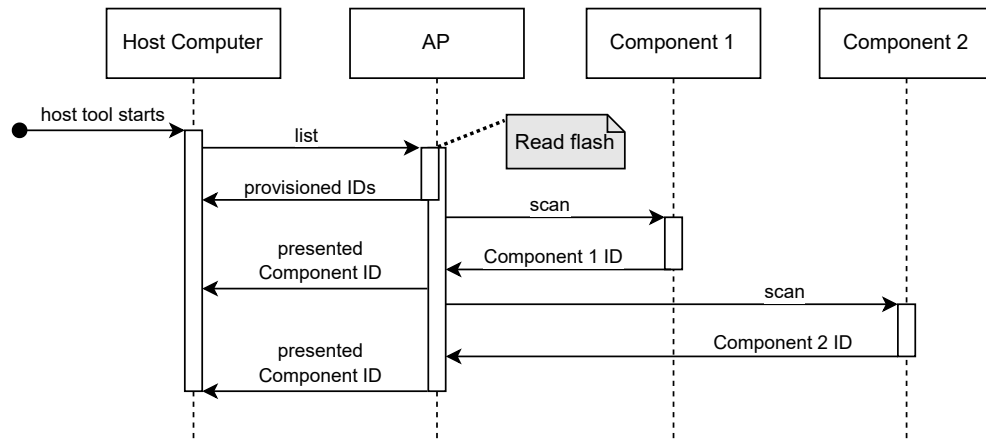 Host Computer
AP
Component 1
Component 2
host tool starts
list
Read flash
provisioned IDs
scan
presented
Component ID
Component 1 ID
scan
Component 2 ID
presented
Component ID